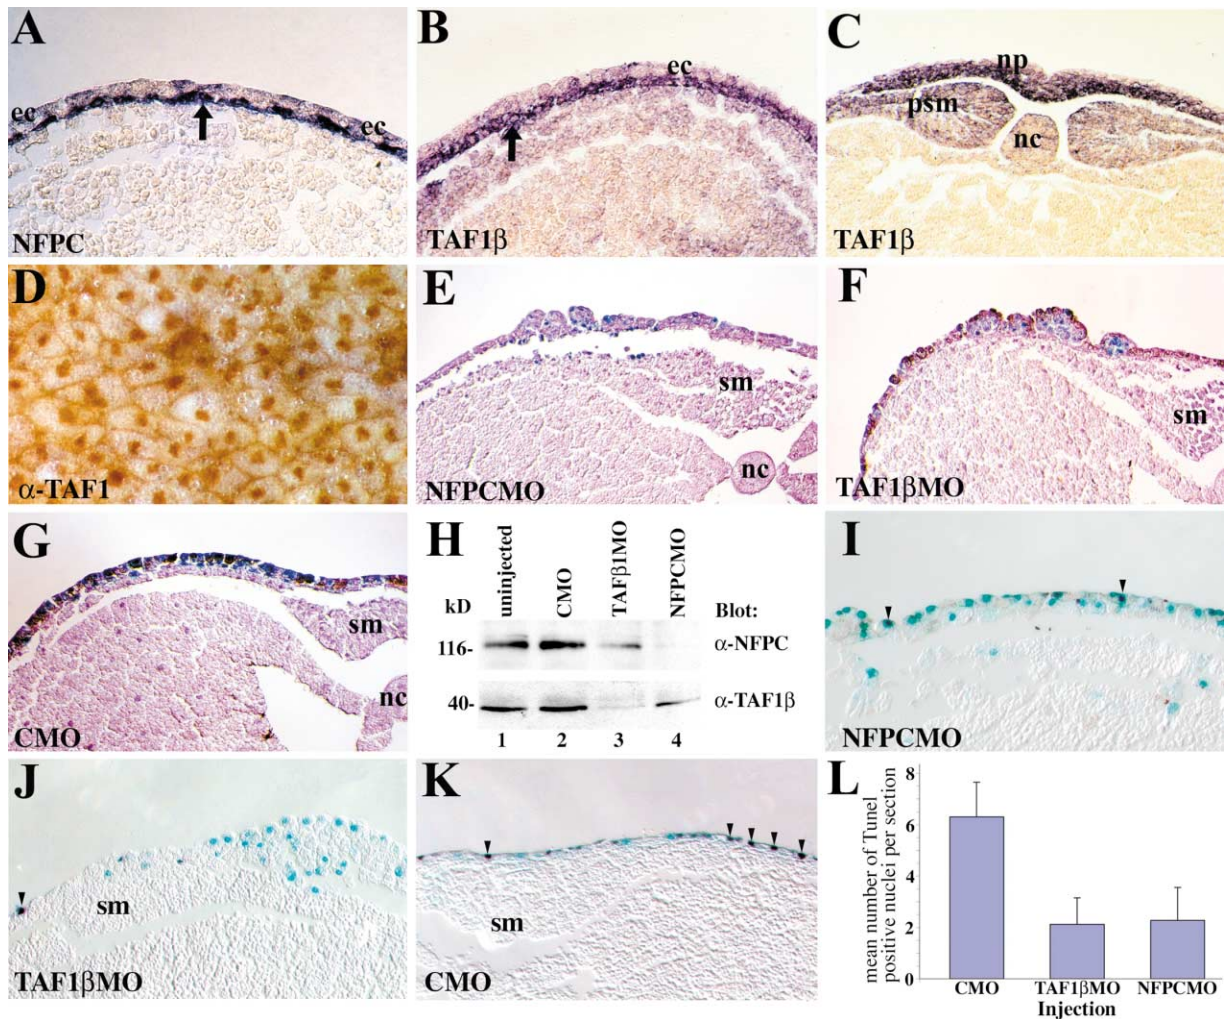 A
ec
ec
NFPC
B
ec
TAF1β
C
np
psm
nc
TAF1β
D
α-TAF1
E
sm
nc
NFPCMO
F
sm
TAF1βMO
G
sm
nc
CMO
H
uninjected
CMO
TAFβ1MO
NFPCMO
kD
Blot:
116-
α-NFPC
40-
α-TAF1β
1 2 3 4
I
NFPCMO
J
sm
TAF1βMO
K
sm
CMO
L
mean number of Tunel
positive nuclei per section
8
6
4
2
0
CMO TAF1βMO NFPCMO
Injection